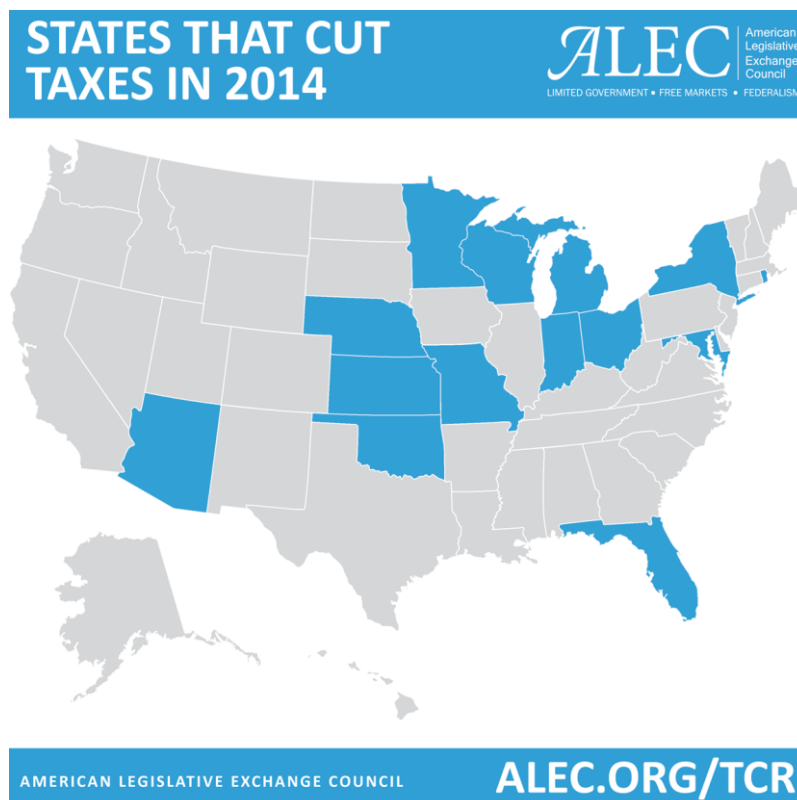 STATES THAT CUT
TAXES IN 2014
ALEC
American
Legislative
Exchange
Council
LIMITED GOVERNMENT • FREE MARKETS • FEDERALISM
AMERICAN LEGISLATIVE EXCHANGE COUNCIL
ALEC.ORG/TCR